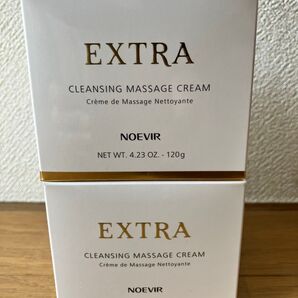 EXTRA
CLEANSING MASSAGE CREAM
Crème de Massage Nettoyante
NOEVIR
NET WT. 4.23 OZ. - 120g
EXTRA
CLEANSING MASSAGE CREAM
Crème de Massage Nettoyante
NOEVIR